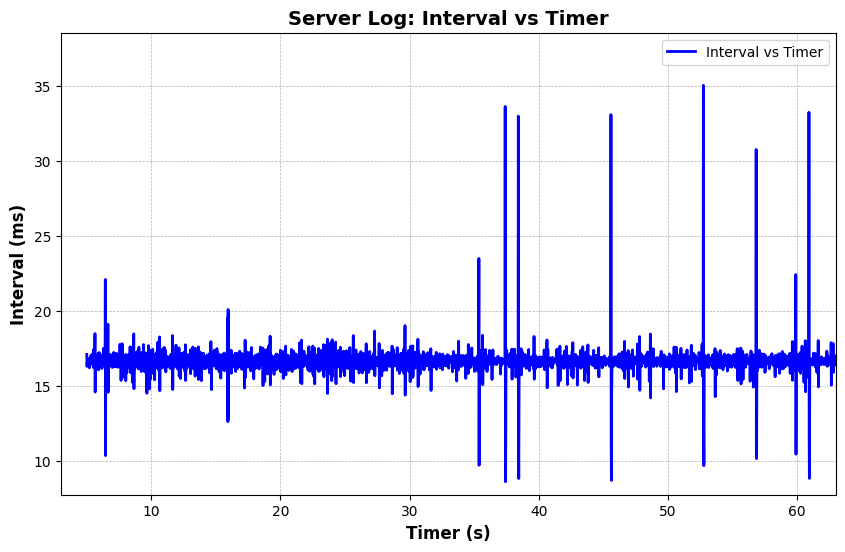 Server Log: Interval vs Timer
Interval vs Timer
Interval (ms)
35
30
25
20
15
10
10 20 30 40 50 60
Timer (s)